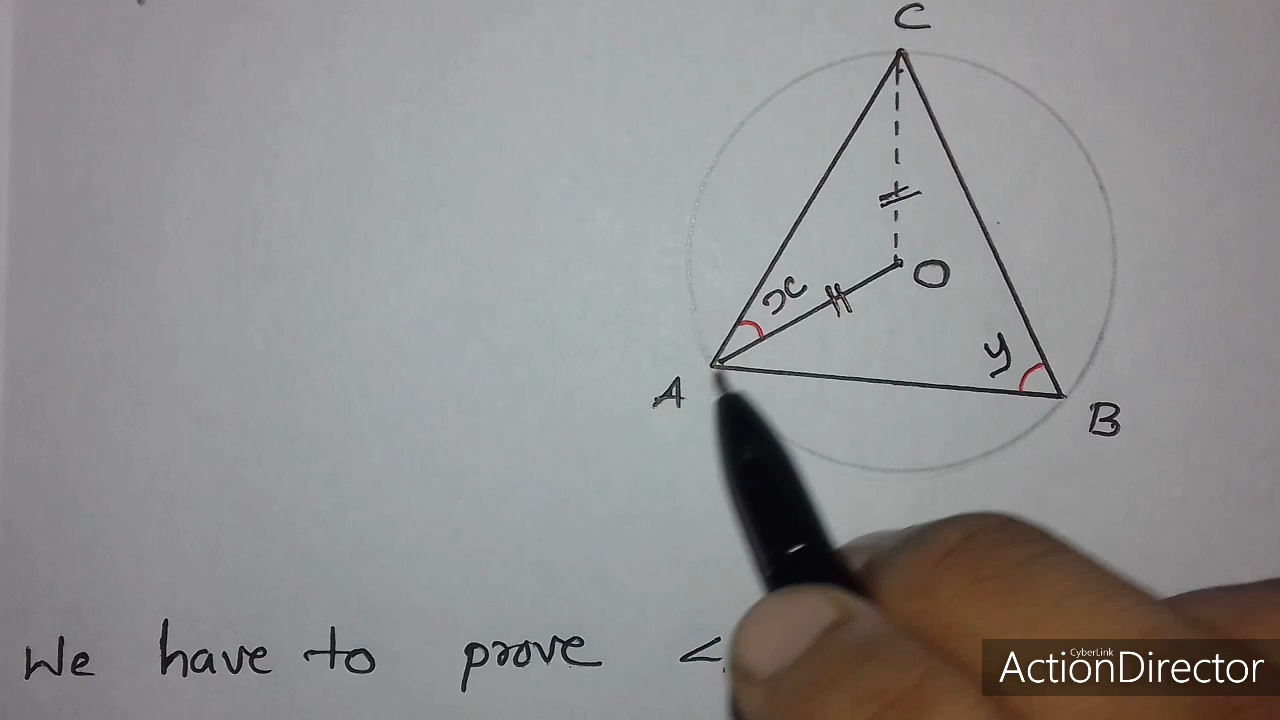 C
x
O
y
A
B
We have to prove <
CyberLink
ActionDirector